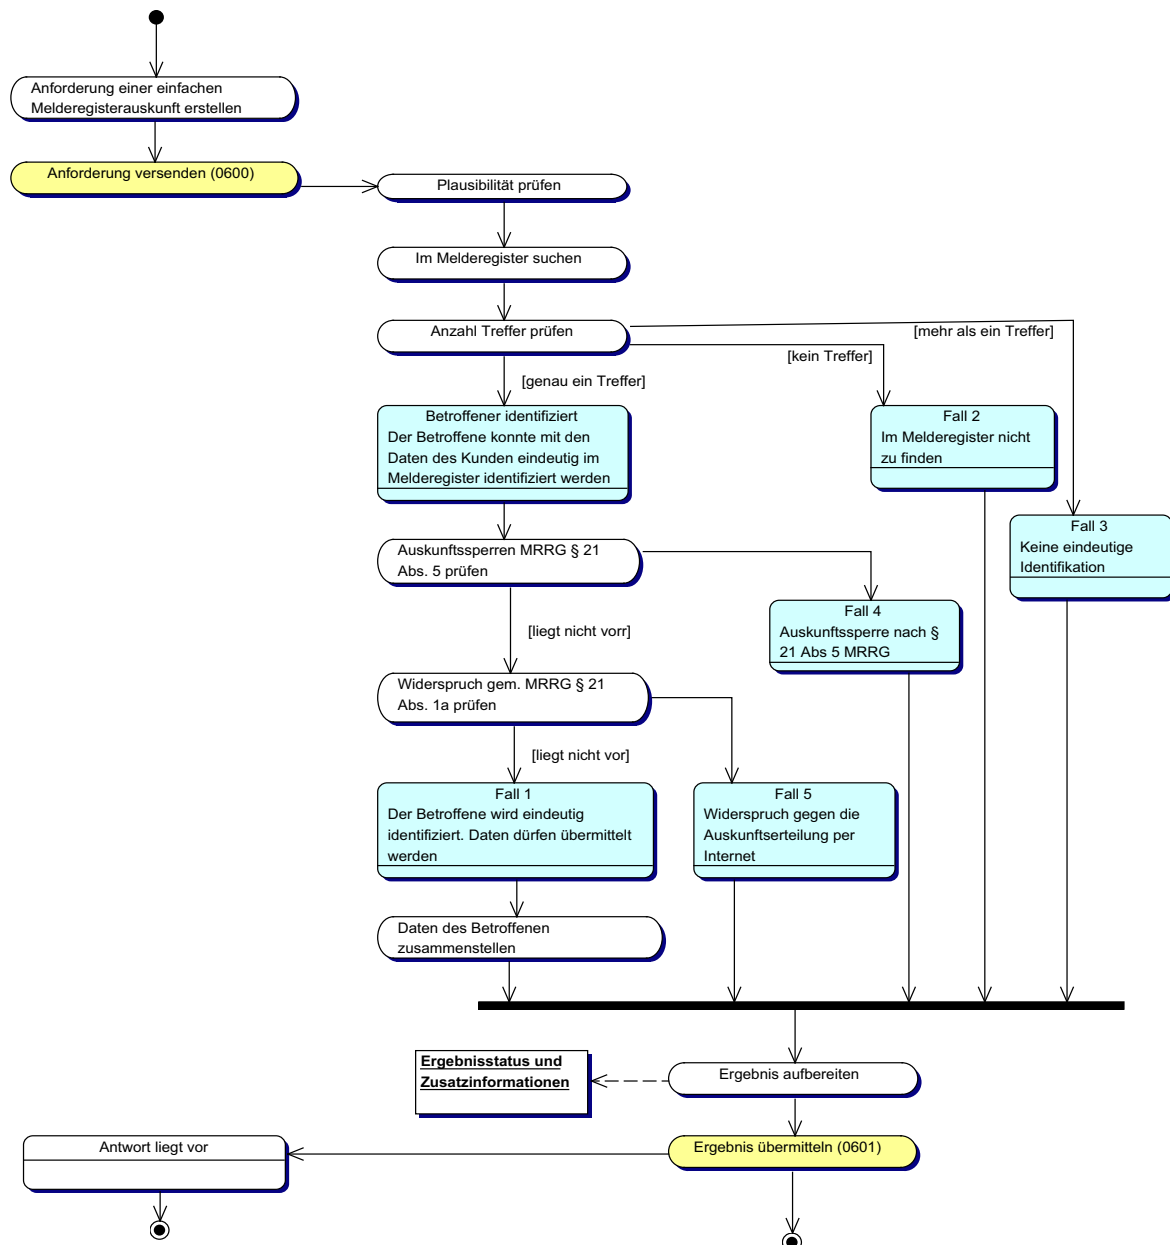 Anforderung einer einfachen
Melderegisterauskunft erstellen
Anforderung versenden (0600)
Plausibilität prüfen
Im Melderegister suchen
Anzahl Treffer prüfen
[mehr als ein Treffer]
[kein Treffer]
[genau ein Treffer]
Betroffener identifiziert
Der Betroffene konnte mit den
Daten des Kunden eindeutig im
Melderegister identifiziert werden
Fall 2
Im Melderegister nicht
zu finden
Fall 3
Keine eindeutige
Identifikation
Auskunftssperren MRRG § 21
Abs. 5 prüfen
Fall 4
Auskunftssperre nach §
21 Abs 5 MRRG
[liegt nicht vorr]
Widerspruch gem. MRRG § 21
Abs. 1a prüfen
[liegt nicht vor]
Fall 1
Der Betroffene wird eindeutig
identifiziert. Daten dürfen übermittelt
werden
Fall 5
Widerspruch gegen die
Auskunftserteilung per
Internet
Daten des Betroffenen
zusammenstellen
Ergebnisstatus und
Zusatzinformationen
Ergebnis aufbereiten
Antwort liegt vor
Ergebnis übermitteln (0601)